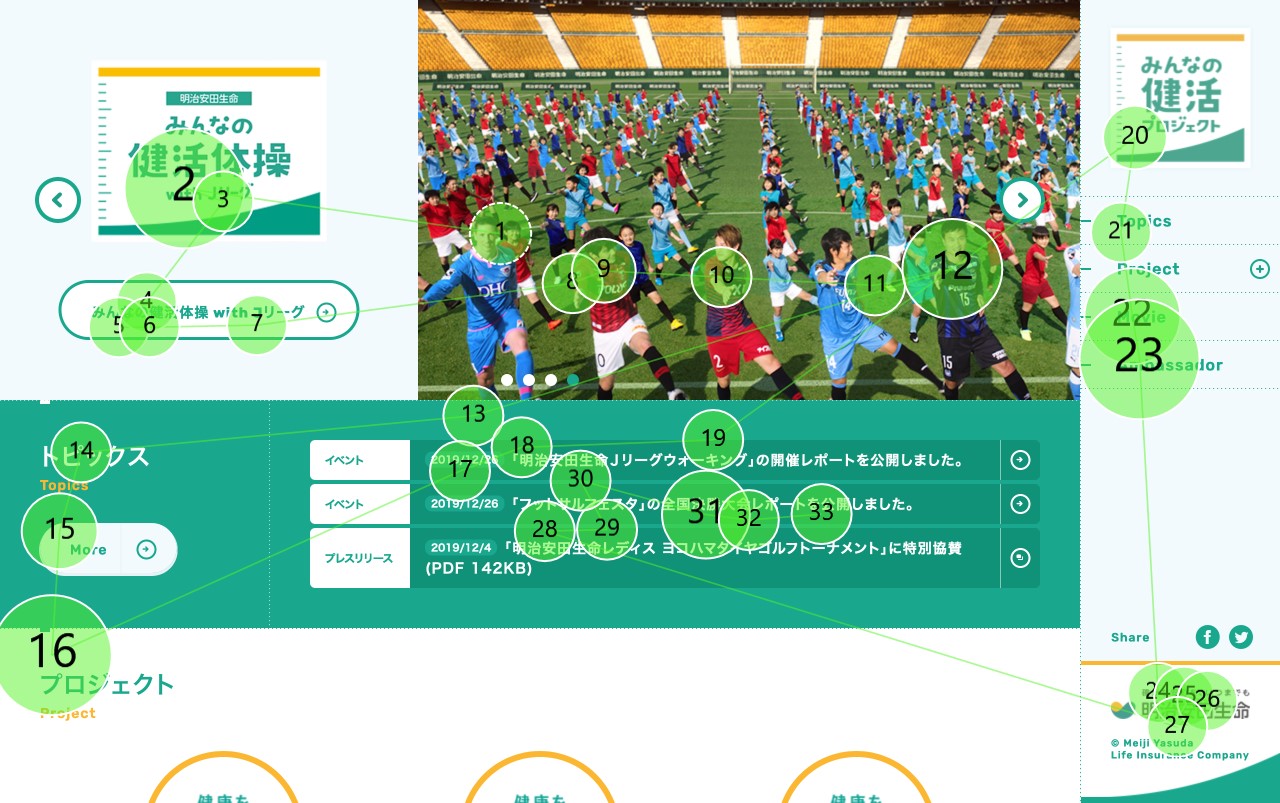 明治安田生命
みんなの
健活体操
with Jリーグ
みんなの健活体操 with Jリーグ
みんなの
健活
プロジェクト
Topics
Project
Movie
Ambassador
トピックス
Topics
More
イベント
2019/12/26
「明治安田生命Jリーグウォーキング」の開催レポートを公開しました。
イベント
2019/12/26
「フットサルフェスタ」の全国決勝大会レポートを公開しました。
プレスリリース
2019/12/4
「明治安田生命レディス ヨコハマタイヤゴルフトーナメント」に特別協賛
(PDF 142KB)
プロジェクト
Project
健康を
健康を
健康を
Share
明治安田生命
© Meiji Yasuda
Life Insurance Company
1
2
3
4
5
6
7
8
9
10
11
12
13
14
15
16
17
18
19
20
21
22
23
24
25
26
27
28
29
30
31
32
33